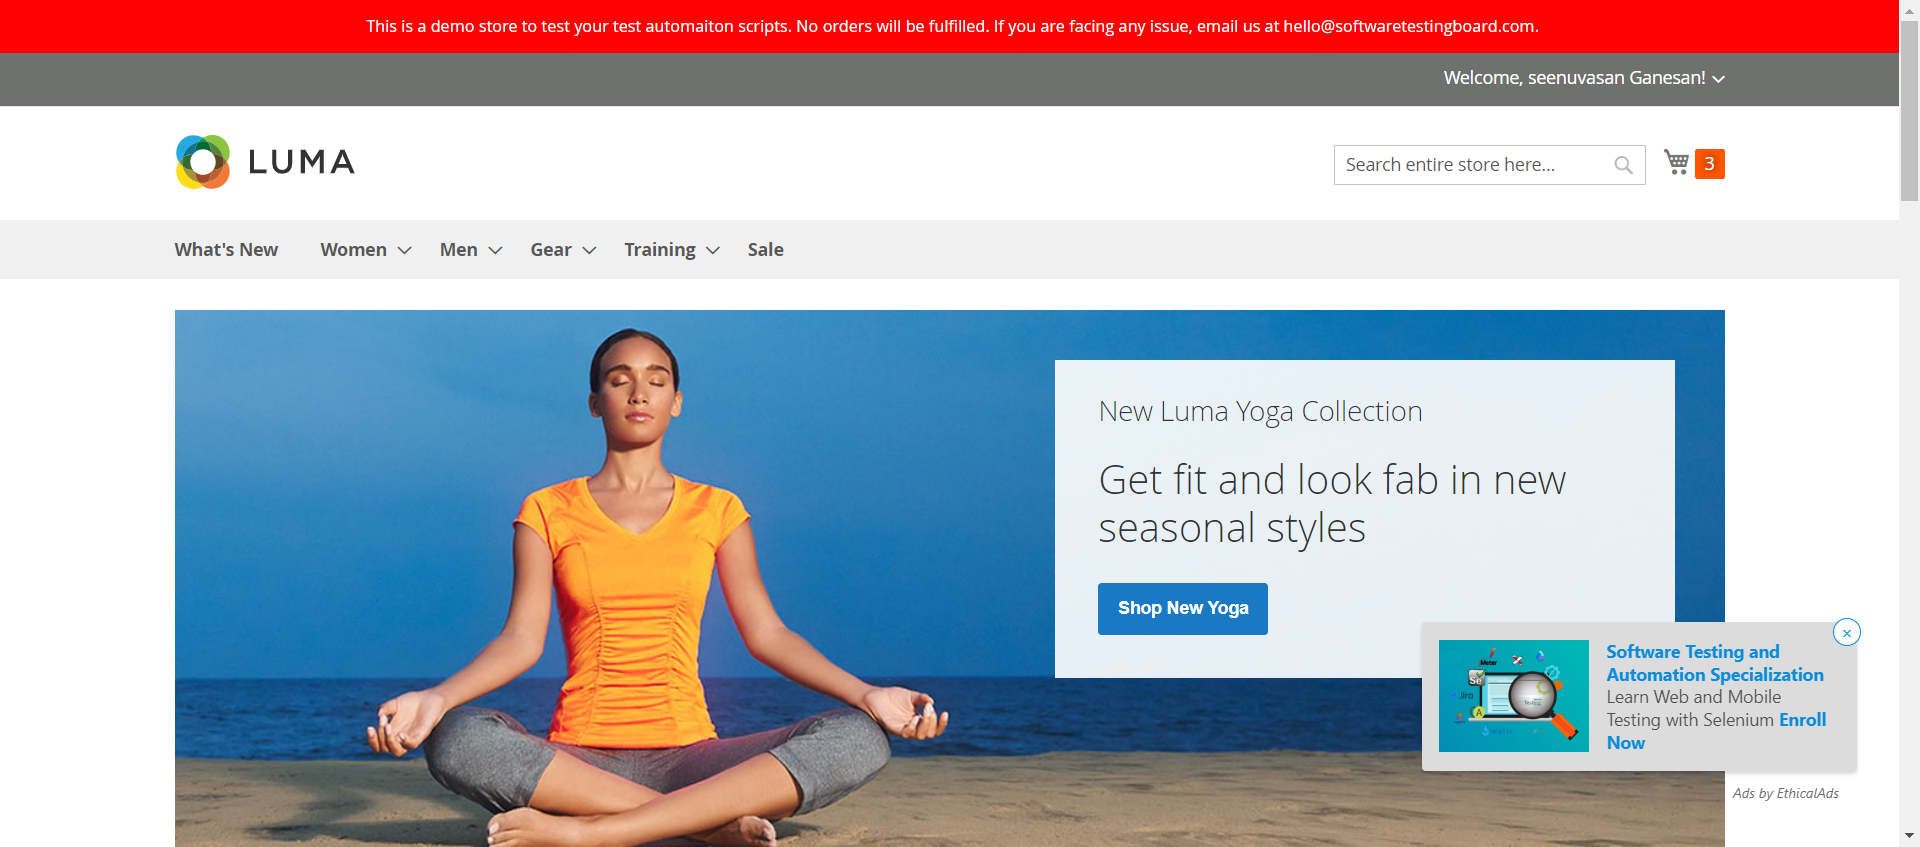 This is a demo store to test your test automaiton scripts. No orders will be fulfilled. If you are facing any issue, email us at hello@softwaretestingboard.com.
Welcome, seenuvasan Ganesan!
LUMA
Search entire store here...
3
What's New Women Men Gear Training Sale
New Luma Yoga Collection
Get fit and look fab in new
seasonal styles
Shop New Yoga
×
Software Testing and
Automation Specialization
Learn Web and Mobile
Testing with Selenium Enroll
Now
Meter
Se
Jira
Ads by EthicalAds